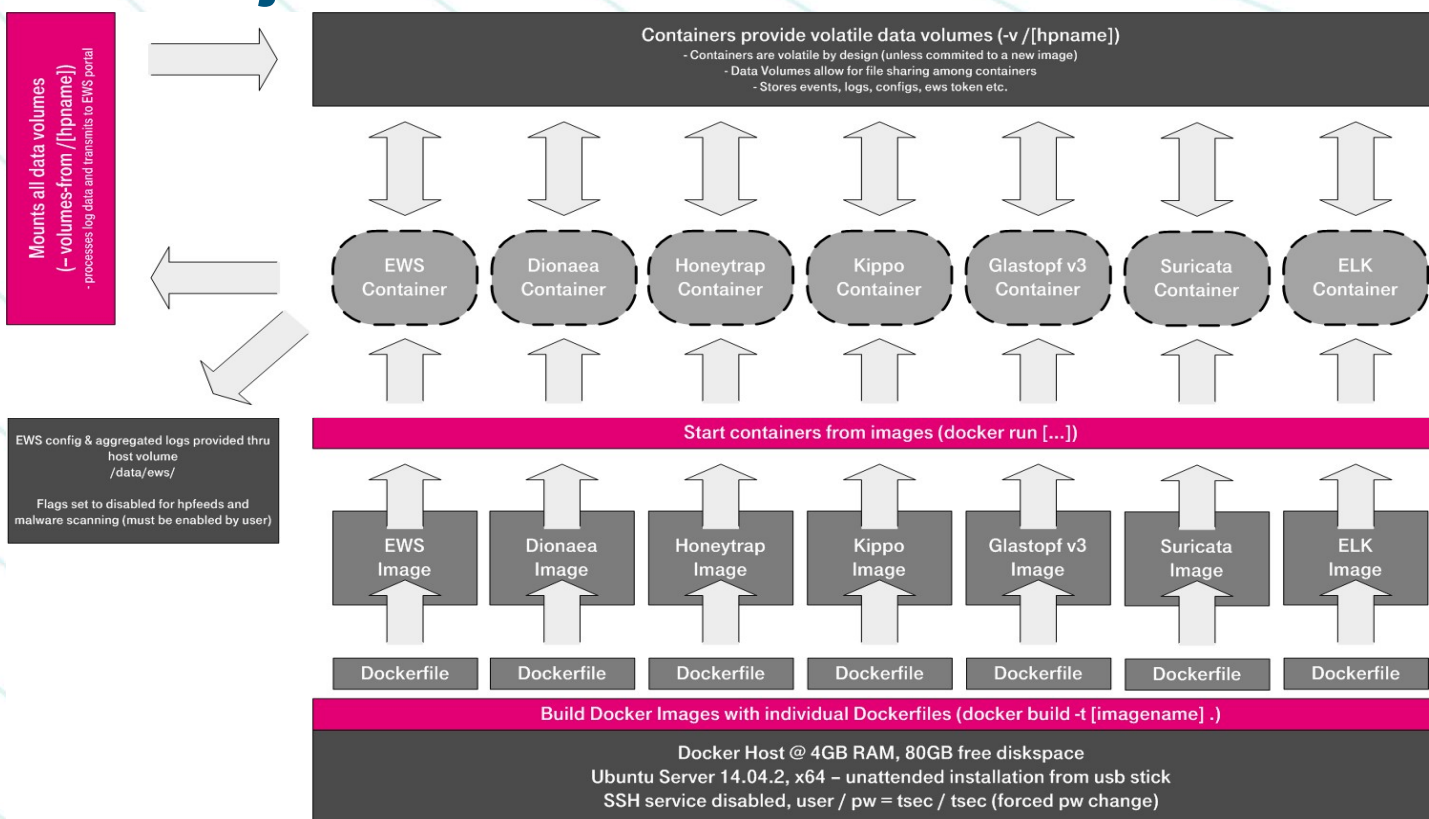 Containers provide volatile data volumes (-v /[hpname])
- Containers are volatile by design (unless commited to a new image)
- Data Volumes allow for file sharing among containers
- Stores events, logs, configs, ews token etc.
Mounts all data volumes
(– volumes-from /[hpname])
- processes log data and transmits to EWS portal
EWS
Container
Dionaea
Container
Honeytrap
Container
Kippo
Container
Glastopf v3
Container
Suricata
Container
ELK
Container
Start containers from images (docker run [...])
EWS config & aggregated logs provided thru
host volume
/data/ews/
Flags set to disabled for hpfeeds and
malware scanning (must be enabled by user)
EWS
Image
Dionaea
Image
Honeytrap
Image
Kippo
Image
Glastopf v3
Image
Suricata
Image
ELK
Image
Dockerfile
Dockerfile
Dockerfile
Dockerfile
Dockerfile
Dockerfile
Dockerfile
Build Docker Images with individual Dockerfiles (docker build -t [imagename] .)
Docker Host @ 4GB RAM, 80GB free diskspace
Ubuntu Server 14.04.2, x64 – unattended installation from usb stick
SSH service disabled, user / pw = tsec / tsec (forced pw change)